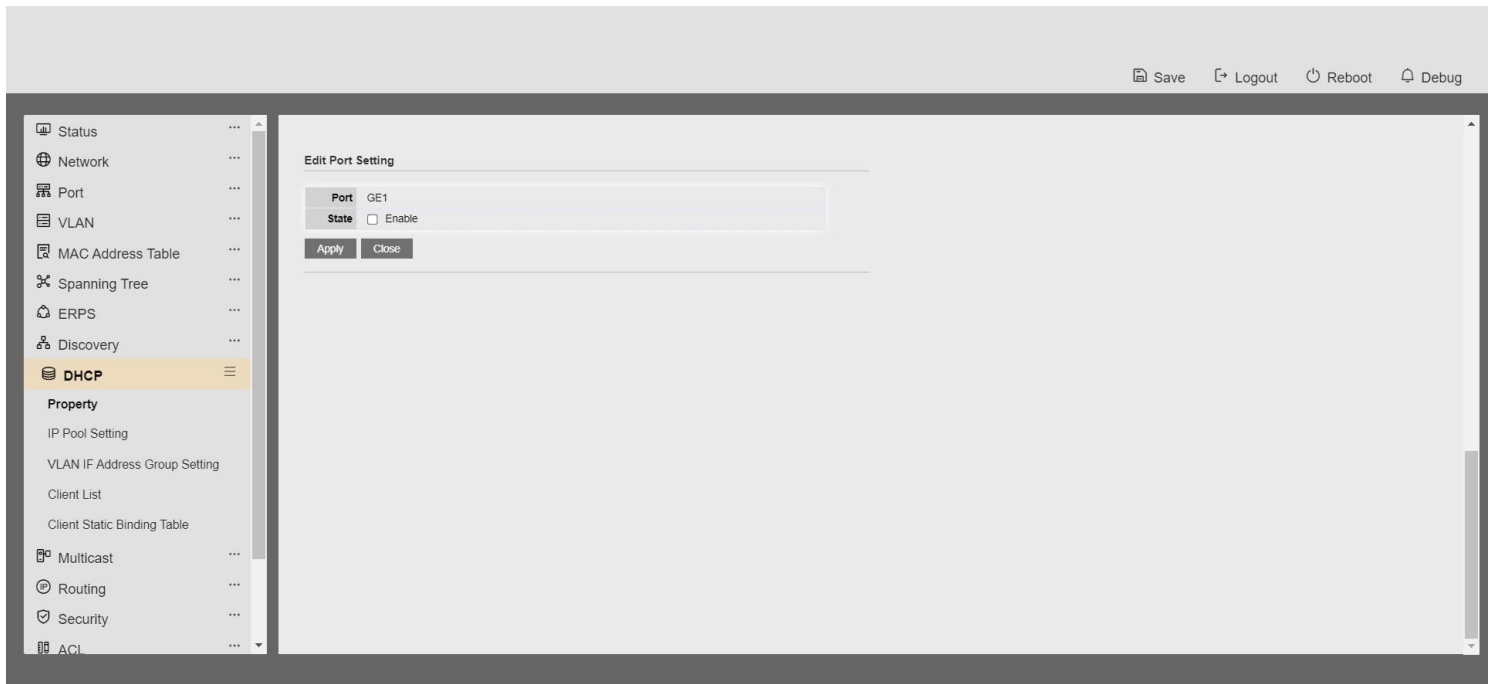 Save Logout Reboot Debug
Status
Network
Port
VLAN
MAC Address Table
Spanning Tree
ERPS
Discovery
DHCP
Property
IP Pool Setting
VLAN IF Address Group Setting
Client List
Client Static Binding Table
Multicast
IP Routing
Security
ACL
Edit Port Setting
Port GE1
State Enable
Apply Close